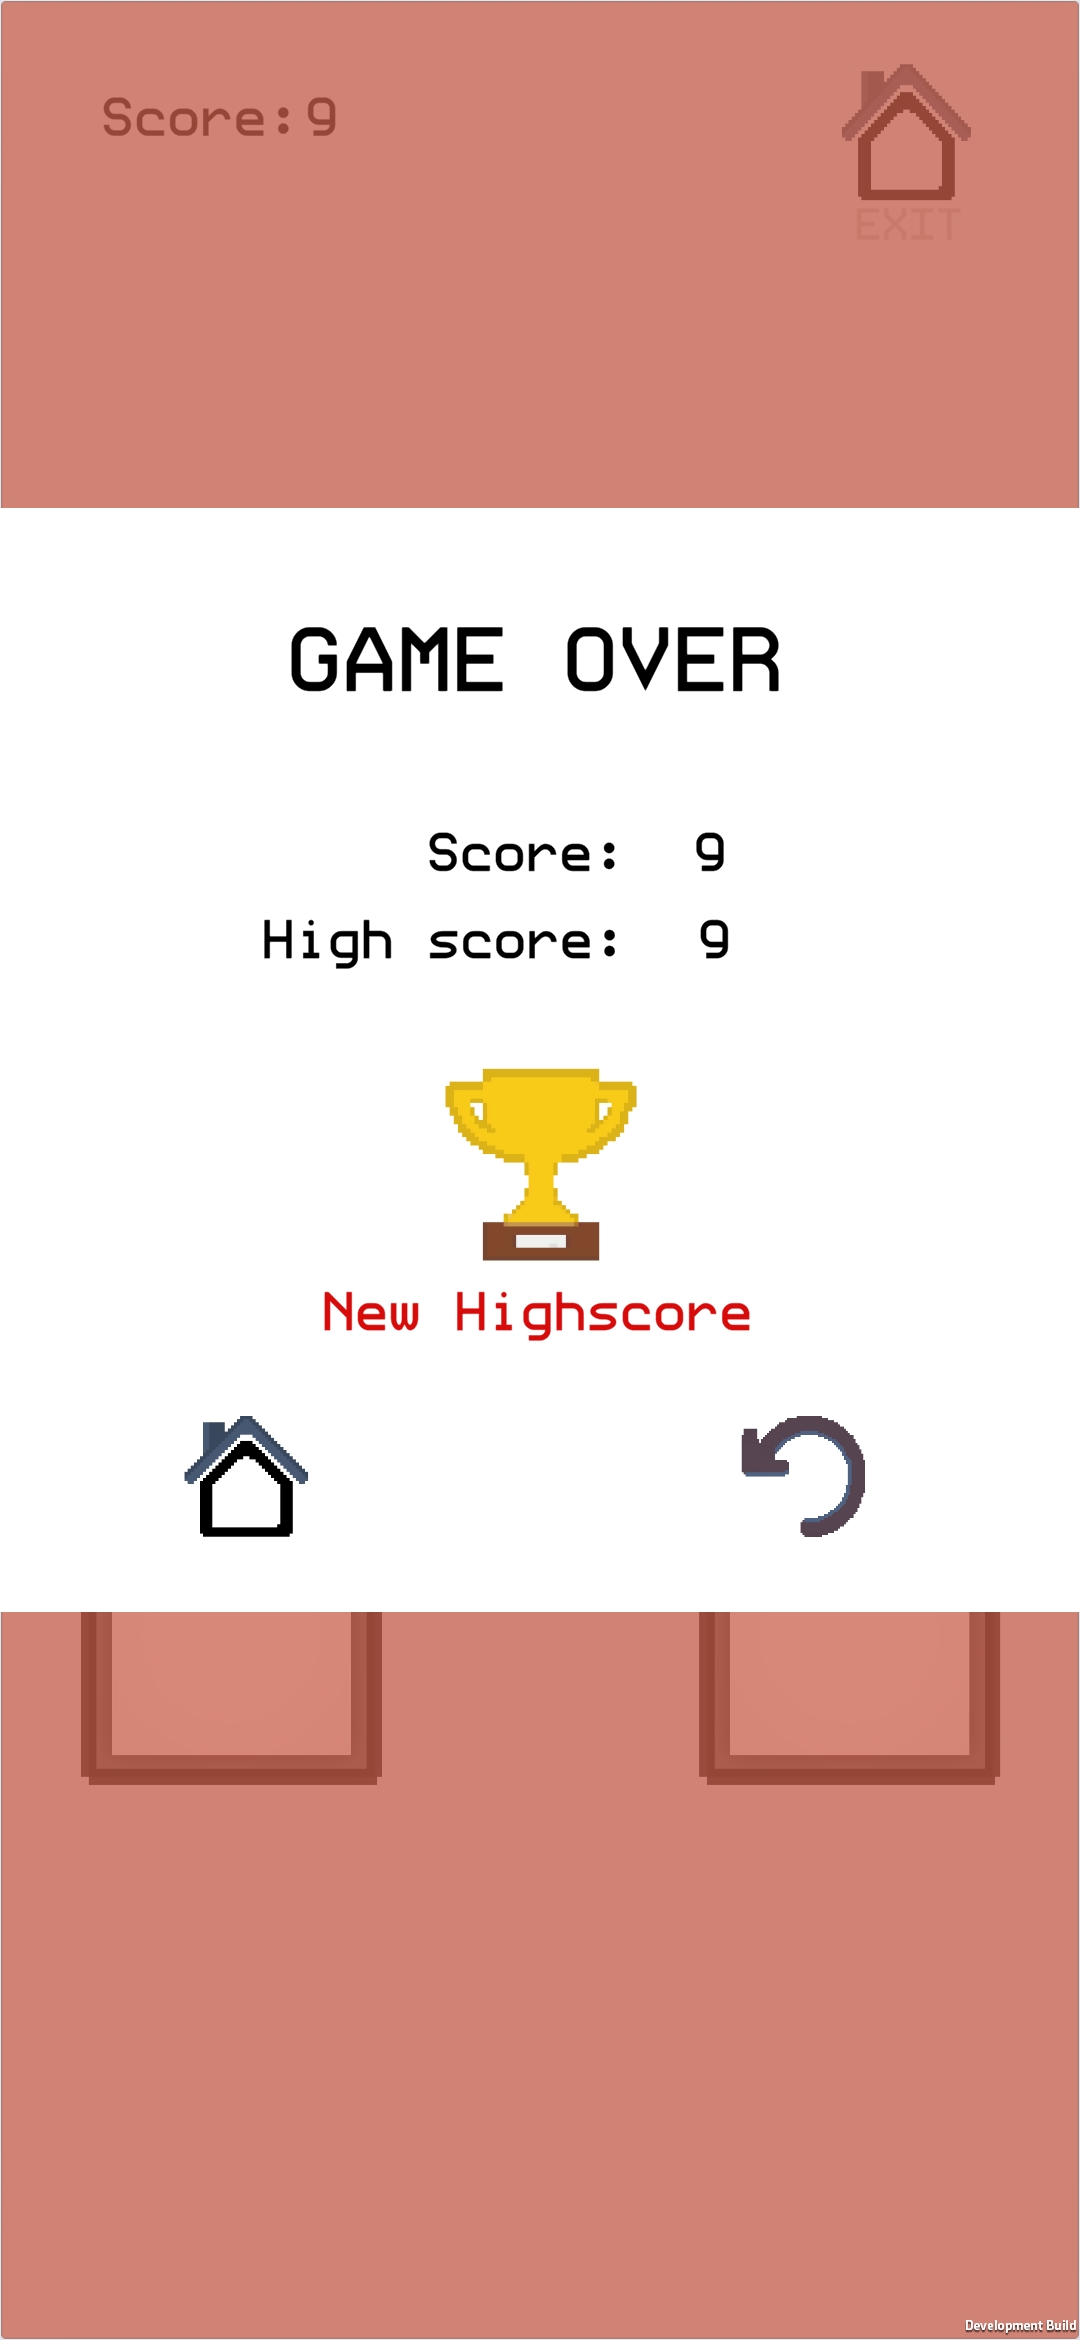 Score:9
EXIT
GAME OVER
Score: 9
High score: 9
New Highscore
Development Build